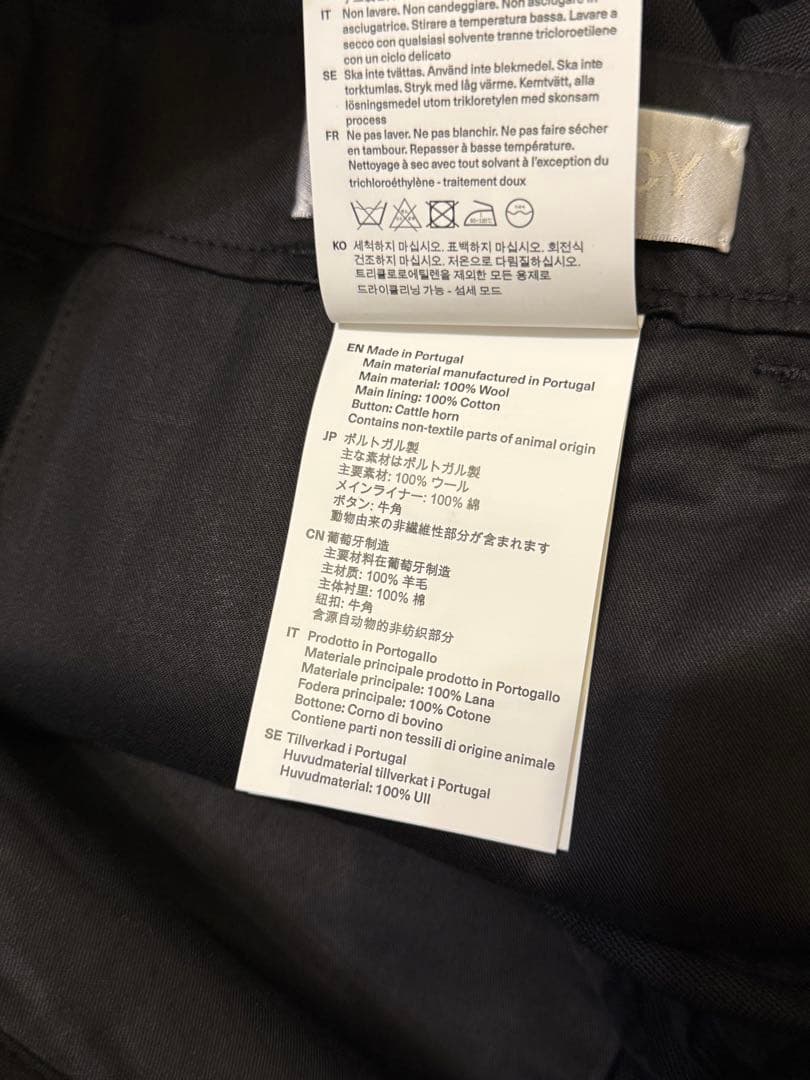 IT Non lavare. Non candeggiare. Non asciugare in
asciugatrice. Stirare a temperatura bassa. Lavare a
secco con qualsiasi solvente tranne tricloroetilene
con un ciclo delicato
SE Ska inte tvättas. Använd inte blekmedel. Ska inte
torktumlas. Stryk med låg värme. Kemtvätt, alla
lösningsmedel utom trikloretylen med skonsam
process
FR Ne pas laver. Ne pas blanchir. Ne pas faire sécher
en tambour. Repasser à basse température.
Nettoyage à sec avec tout solvant à l'exception du
trichloroéthylène - traitement doux
CY
KO 세척하지 마십시오. 표백하지 마십시오. 회전식
건조하지 마십시오. 저온으로 다림질하십시오.
트리클로로에틸렌을 제외한 모든 용제로
드라이클리닝 가능 - 섬세 모드
EN Made in Portugal
Main material manufactured in Portugal
Main material: 100% Wool
Main lining: 100% Cotton
Button: Cattle horn
Contains non-textile parts of animal origin
JP ポルトガル製
主な素材はポルトガル製
主要素材: 100% ウール
メインライナー: 100% 綿
ボタン: 牛角
動物由来の非繊維性部分が含まれます
CN 葡萄牙制造
主要材料在葡萄牙制造
主材质: 100% 羊毛
主体衬里: 100% 棉
纽扣: 牛角
含源自动物的非纺织部分
IT Prodotto in Portogallo
Materiale principale prodotto in Portogallo
Materiale principale: 100% Lana
Fodera principale: 100% Cotone
Bottone: Corno di bovino
Contiene parti non tessili di origine animale
SE Tillverkad i Portugal
Huvudmaterial tillverkat i Portugal
Huvudmaterial: 100% Ull